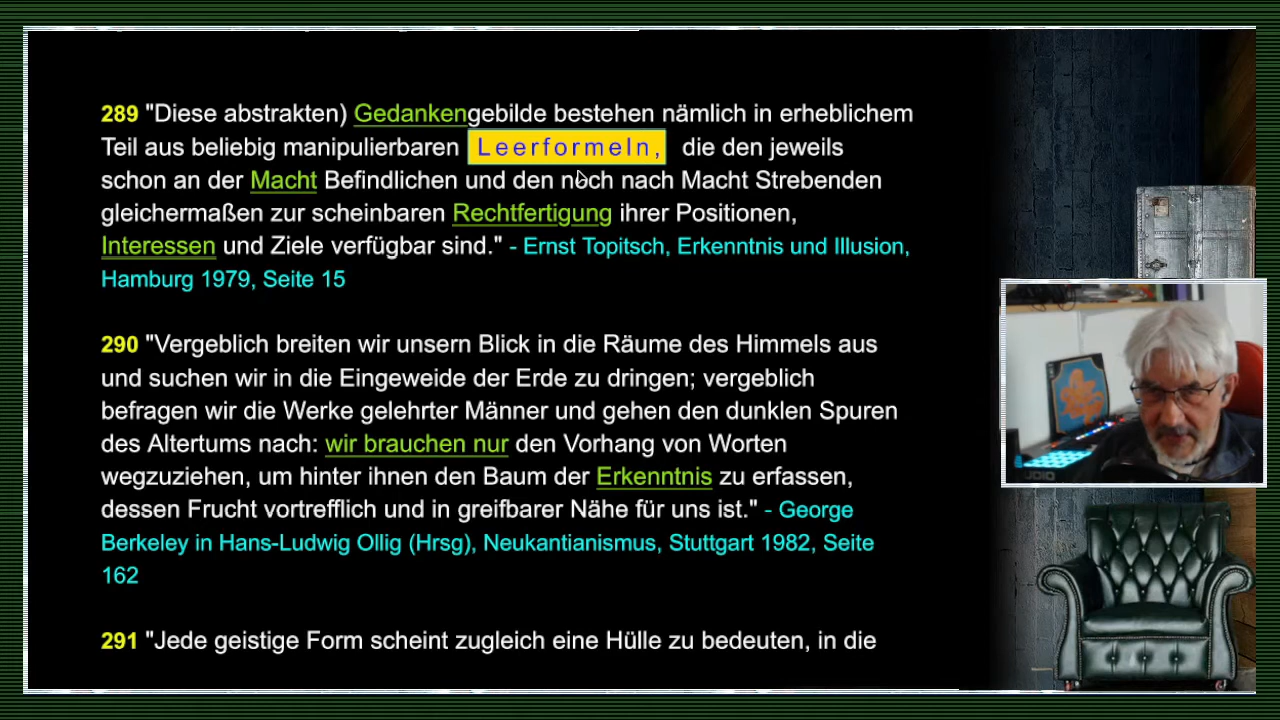 289 "Diese abstrakten) Gedankengebilde bestehen nämlich in erheblichem
Teil aus beliebig manipulierbaren Leerformeln, die den jeweils
schon an der Macht Befindlichen und den noch nach Macht Strebenden
gleichermaßen zur scheinbaren Rechtfertigung ihrer Positionen,
Interessen und Ziele verfügbar sind." - Ernst Topitsch, Erkenntnis und Illusion,
Hamburg 1979, Seite 15
290 "Vergeblich breiten wir unsern Blick in die Räume des Himmels aus
und suchen wir in die Eingeweide der Erde zu dringen; vergeblich
befragen wir die Werke gelehrter Männer und gehen den dunklen Spuren
des Altertums nach: wir brauchen nur den Vorhang von Worten
wegzuziehen, um hinter ihnen den Baum der Erkenntnis zu erfassen,
dessen Frucht vortrefflich und in greifbarer Nähe für uns ist." - George
Berkeley in Hans-Ludwig Ollig (Hrsg), Neukantianismus, Stuttgart 1982, Seite
162
291 "Jede geistige Form scheint zugleich eine Hülle zu bedeuten, in die